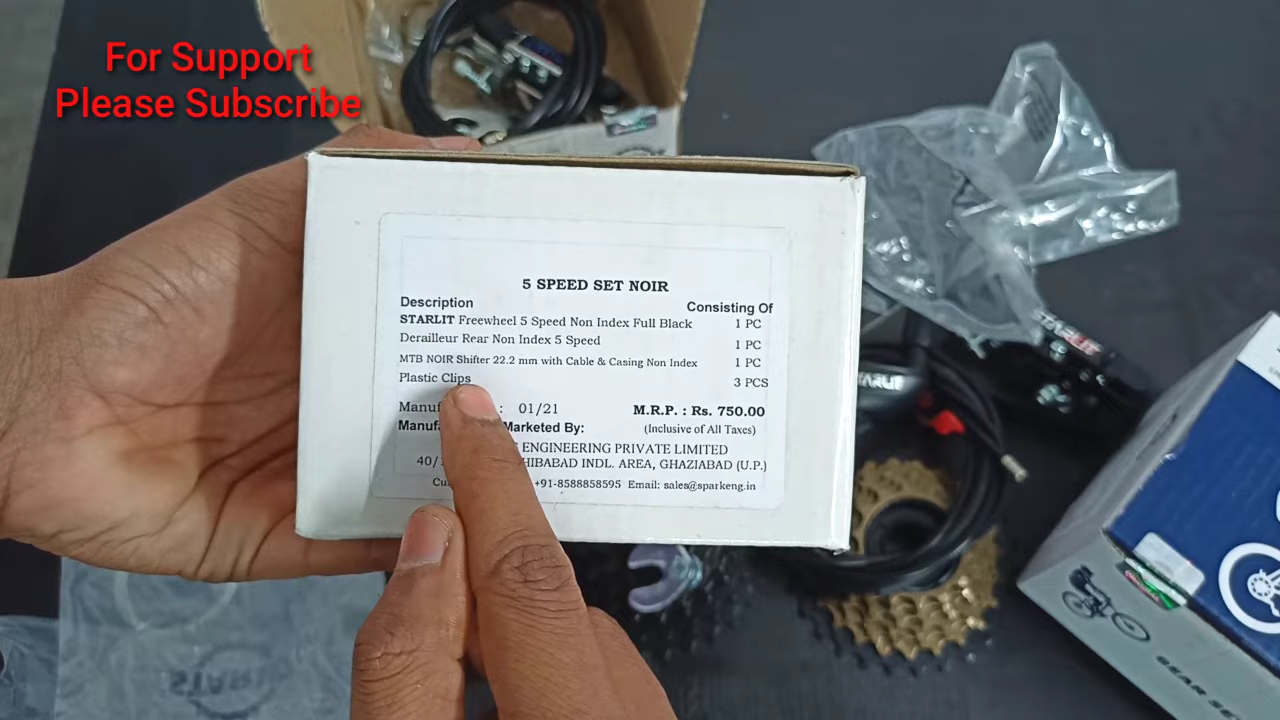 For Support
Please Subscribe
5 SPEED SET NOIR
Description Consisting Of
STARLIT Freewheel 5 Speed Non Index Full Black 1 PC
Derailleur Rear Non Index 5 Speed 1 PC
MTB NOIR Shifter 22.2 mm with Cable & Casing Non Index 1 PC
Plastic Clips 3 PCS
: 01/21 M.R.P. : Rs. 750.00
Marketed By: (Inclusive of All Taxes)
ENGINEERING PRIVATE LIMITED
INDL. AREA, GHAZIABAD (U.P.)
+91-8588858595 Email: sales@sparkeng.in
STARLIT
GEAR